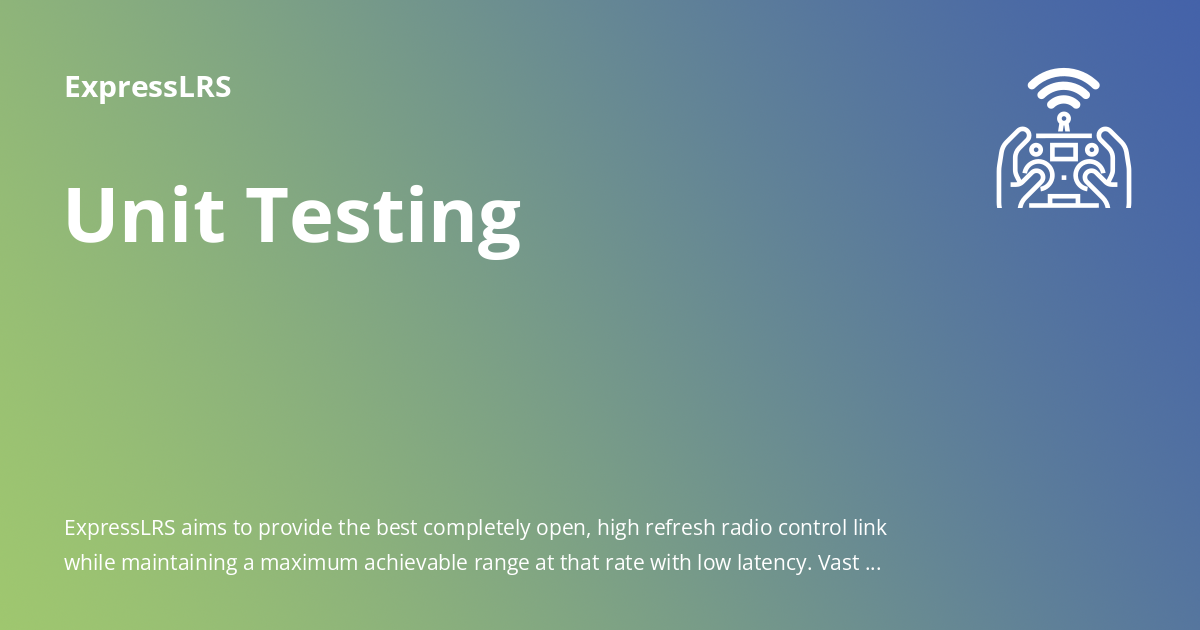 ExpressLRS
Unit Testing
ExpressLRS aims to provide the best completely open, high refresh radio control link
while maintaining a maximum achievable range at that rate with low latency. Vast ...